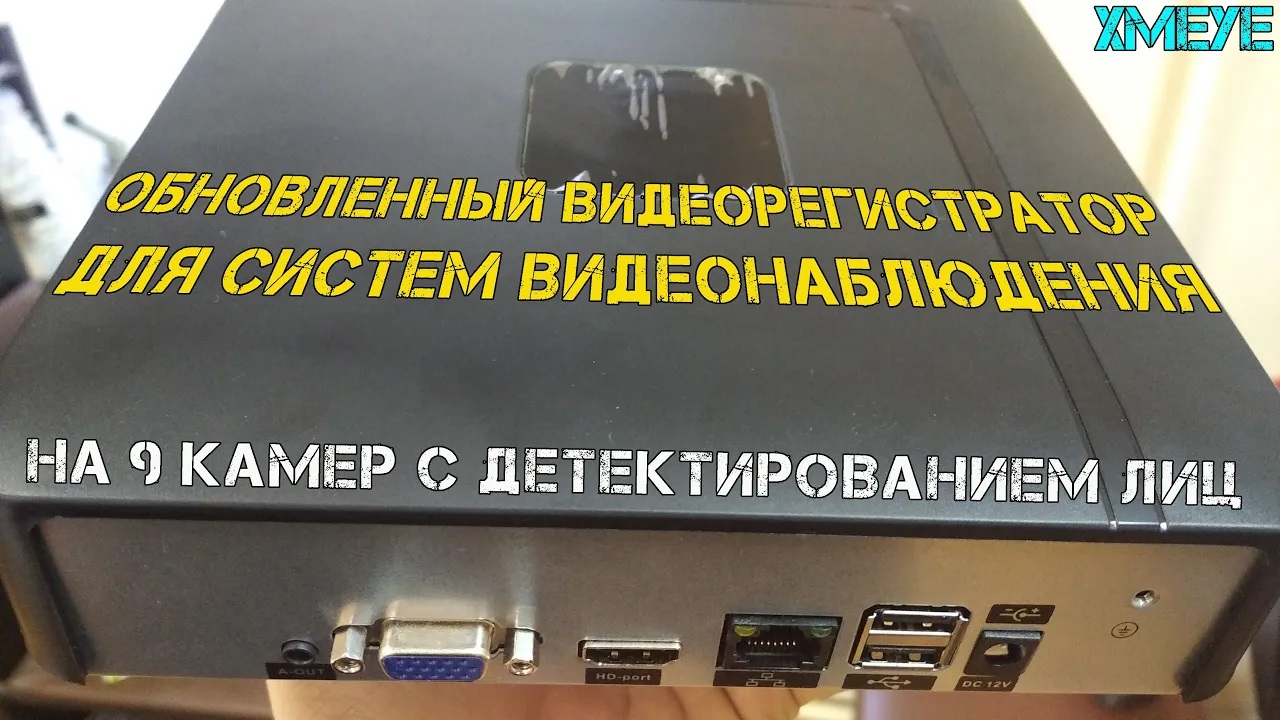 XMEYE
ОБНОВЛЕННЫЙ ВИДЕОРЕГИСТРАТОР
ДЛЯ СИСТЕМ ВИДЕОНАБЛЮДЕНИЯ
НА 9 КАМЕР С ДЕТЕКТИРОВАНИЕМ ЛИЦ
A-OUT
HD-port
DC 12V